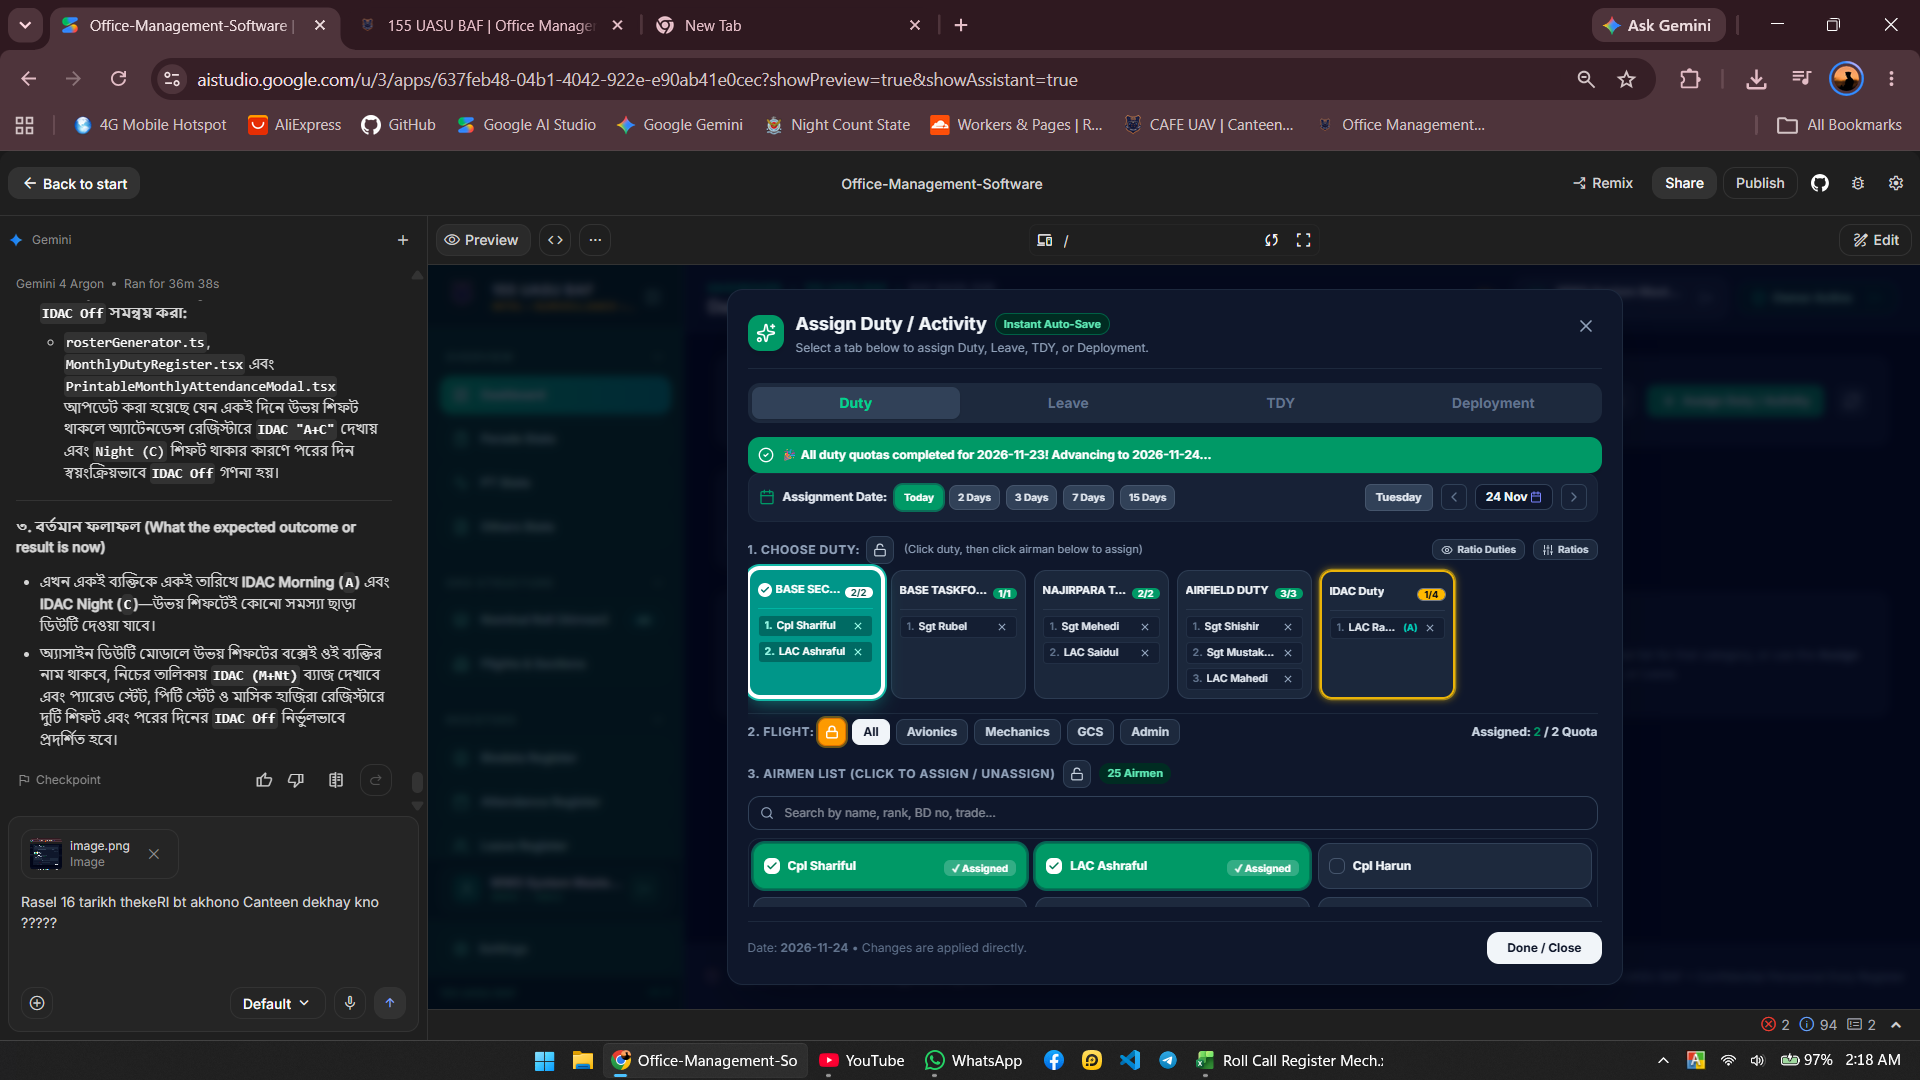 Office-Management-Software |
155 UASU BAF | Office Manager
New Tab
Ask Gemini
aistudio.google.com/u/3/apps/637feb48-04b1-4042-922e-e90ab41e0cec?showPreview=true&showAssistant=true
4G Mobile Hotspot
AliExpress
GitHub
Google AI Studio
Google Gemini
Night Count State
Workers & Pages | R...
CAFE UAV | Canteen...
Office Management...
All Bookmarks
Back to start
Office-Management-Software
Remix
Share
Publish
Gemini
Preview
/
Edit
Gemini 4 Argon • Ran for 36m 38s
IDAC Off সমন্বয় করা:
rosterGenerator.ts,
MonthlyDutyRegister.tsx এবং
PrintableMonthlyAttendanceModal.tsx
আপডেট করা হয়েছে যেন একই দিনে উভয় শিফট
থাকলে অ্যাটেনডেন্স রেজিস্টারে IDAC "A+C" দেখায়
এবং Night (C) শিফট থাকার কারণে পরের দিন
স্বয়ংক্রিয়ভাবে IDAC Off গণনা হয়।
৩. বর্তমান ফলাফল (What the expected outcome or
result is now)
এখন একই ব্যক্তিকে একই তারিখে IDAC Morning (A) এবং
IDAC Night (C)—উভয় শিফটেই কোনো সমস্যা ছাড়া
ডিউটি দেওয়া যাবে।
অ্যাসাইন ডিউটি মোডালে উভয় শিফটের বক্সেই ওই ব্যক্তির
নাম থাকবে, নিচের তালিকায় IDAC (M+Nt) ব্যাজ দেখাবে
এবং প্যারেড স্টেট, পিটি স্টেট ও মাসিক হাজিরা রেজিস্টারে
দুটি শিফট এবং পরের দিনের IDAC Off নির্ভুলভাবে
প্রদর্শিত হবে।
Checkpoint
image.png
Image
Rasel 16 tarikh thekeRI bt akhono Canteen dekhay kno
?????
Default
Assign Duty / Activity
Instant Auto-Save
Select a tab below to assign Duty, Leave, TDY, or Deployment.
Duty
Leave
TDY
Deployment
🎉 All duty quotas completed for 2026-11-23! Advancing to 2026-11-24...
Assignment Date:
Today
2 Days
3 Days
7 Days
15 Days
Tuesday
24 Nov
1. CHOOSE DUTY:
(Click duty, then click airman below to assign)
Ratio Duties
Ratios
BASE SEC... 2/2
1. Cpl Shariful
2. LAC Ashraful
BASE TASKFO... 1/1
1. Sgt Rubel
NAJIRPARA T... 2/2
1. Sgt Mehedi
2. LAC Saidul
AIRFIELD DUTY 3/3
1. Sgt Shishir
2. Sgt Mustak...
3. LAC Mahedi
IDAC Duty 1/4
1. LAC Ra... (A)
2. FLIGHT:
All
Avionics
Mechanics
GCS
Admin
Assigned: 2 / 2 Quota
3. AIRMEN LIST (CLICK TO ASSIGN / UNASSIGN)
25 Airmen
Search by name, rank, BD no, trade...
Cpl Shariful
✓ Assigned
LAC Ashraful
✓ Assigned
Cpl Harun
Date: 2026-11-24 • Changes are applied directly.
Done / Close
2
94
2
Office-Management-So
YouTube
WhatsApp
Roll Call Register Mech.x
97%
2:18 AM